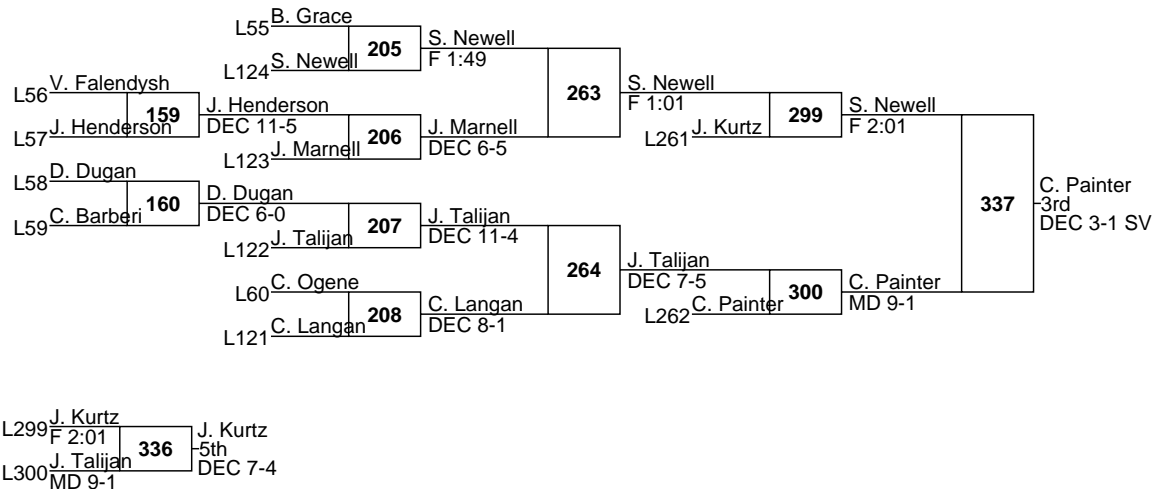 B. Grace
L55
205
S. Newell
F 1:49
S. Newell
L124
263
S. Newell
F 1:01
V. Falendysh
L56
159
J. Henderson
DEC 11-5
J. Henderson
L57
206
J. Marnell
DEC 6-5
J. Marnell
L123
299
S. Newell
F 2:01
J. Kurtz
L261
D. Dugan
L58
160
D. Dugan
DEC 6-0
C. Barberi
L59
207
J. Talijan
DEC 11-4
J. Talijan
L122
337
C. Painter
3rd
DEC 3-1 SV
264
J. Talijan
DEC 7-5
C. Ogene
L60
208
C. Langan
DEC 8-1
C. Langan
L121
300
C. Painter
MD 9-1
C. Painter
L262
J. Kurtz
L299
F 2:01
336
J. Kurtz
5th
DEC 7-4
J. Talijan
L300
MD 9-1